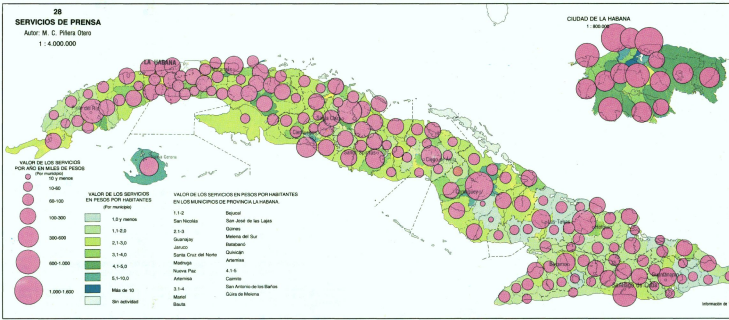 28
SERVICIOS DE PRENSA
Autor: M. C. Piñera Otero
1 : 4.000.000
CIUDAD DE LA HABANA
1 : 900.000
LA HABANA
VALOR DE LOS SERVICIOS
POR AÑO EN MILES DE PESOS
(Por municipio)
10 y menos
10-60
60-100
100-300
300-600
600-1.000
1.000-1.600
VALOR DE LOS SERVICIOS
EN PESOS POR HABITANTES
(Por municipio)
1,0 y menos
1,1-2,0
2,1-3,0
3,1-4,0
4,1-5,0
5,1-10,0
Más de 10
Sin actividad
VALOR DE LOS SERVICIOS EN PESOS POR HABITANTES
EN LOS MUNICIPIOS DE PROVINCIA LA HABANA
1.1-2
San Nicolás
2.1-3
Guanajay
Jaruco
Santa Cruz del Norte
Madruga
Nueva Paz
Artemisa
3.1-4
Mariel
Bauta
Bejucal
San José de las Lajas
Güines
Melena del Sur
Batabanó
Quivicán
Artemisa
4.1-5
Caimito
San Antonio de los Baños
Güira de Melena
Información de